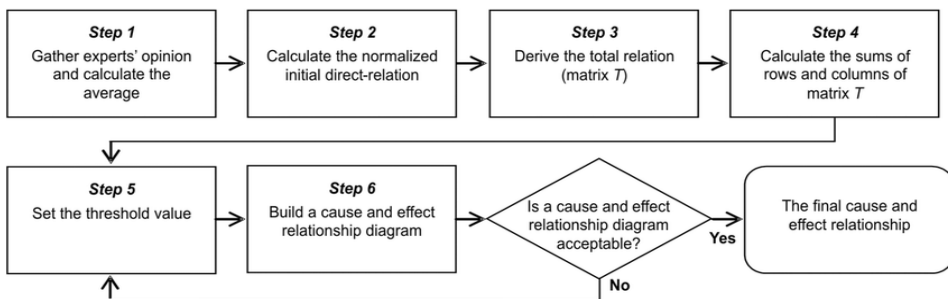 Step 1
Gather experts' opinion
and calculate the
average
Step 2
Calculate the normalized
initial direct-relation
Step 3
Derive the total relation
(matrix T)
Step 4
Calculate the sums of
rows and columns of
matrix T
Step 5
Set the threshold value
Step 6
Build a cause and effect
relationship diagram
Is a cause and effect
relationship diagram
acceptable?
Yes
No
The final cause and
effect relationship